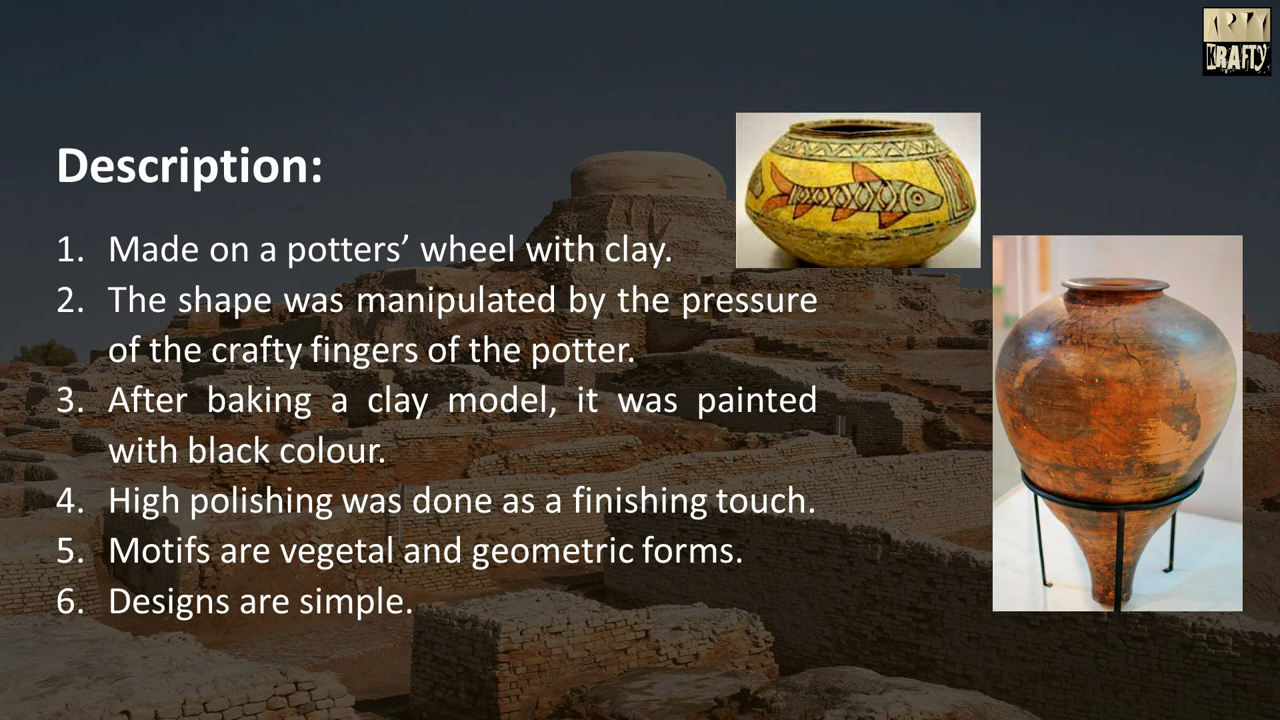 ARTY
KRAFTY
Description:
1. Made on a potters’ wheel with clay.
2. The shape was manipulated by the pressure
of the crafty fingers of the potter.
3. After baking a clay model, it was painted
with black colour.
4. High polishing was done as a finishing touch.
5. Motifs are vegetal and geometric forms.
6. Designs are simple.